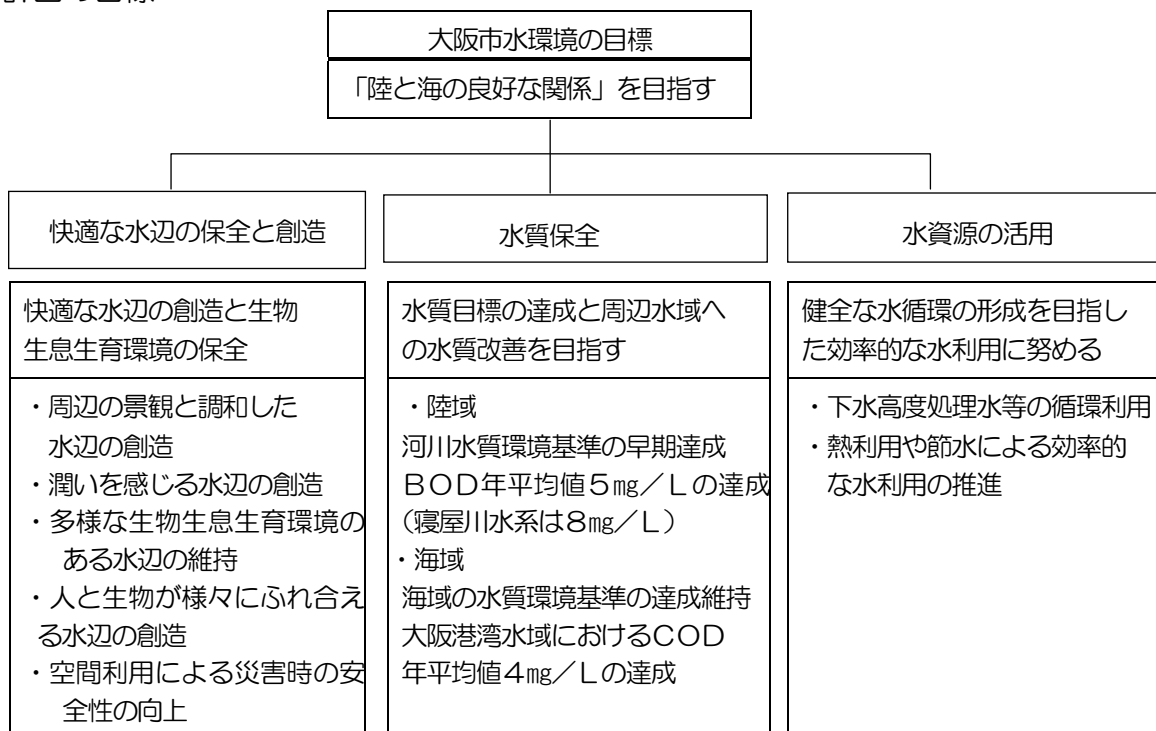 大阪市水環境の目標
「陸と海の良好な関係」を目指す
快適な水辺の保全と創造
快適な水辺の創造と生物
生息生育環境の保全
・周辺の景観と調和した
水辺の創造
・潤いを感じる水辺の創造
・多様な生物生息生育環境の
ある水辺の維持
・人と生物が様々にふれ合え
る水辺の創造
・空間利用による災害時の安
全性の向上
水質保全
水質目標の達成と周辺水域へ
の水質改善を目指す
・陸域
河川水質環境基準の早期達成
ＢＯＤ年平均値５㎎／Ｌの達成
（寝屋川水系は８㎎／Ｌ）
・海域
海域の水質環境基準の達成維持
大阪港湾水域におけるＣＯＤ
年平均値４㎎／Ｌの達成
水資源の活用
健全な水循環の形成を目指し
た効率的な水利用に努める
・下水高度処理水等の循環利用
・熱利用や節水による効率的
な水利用の推進